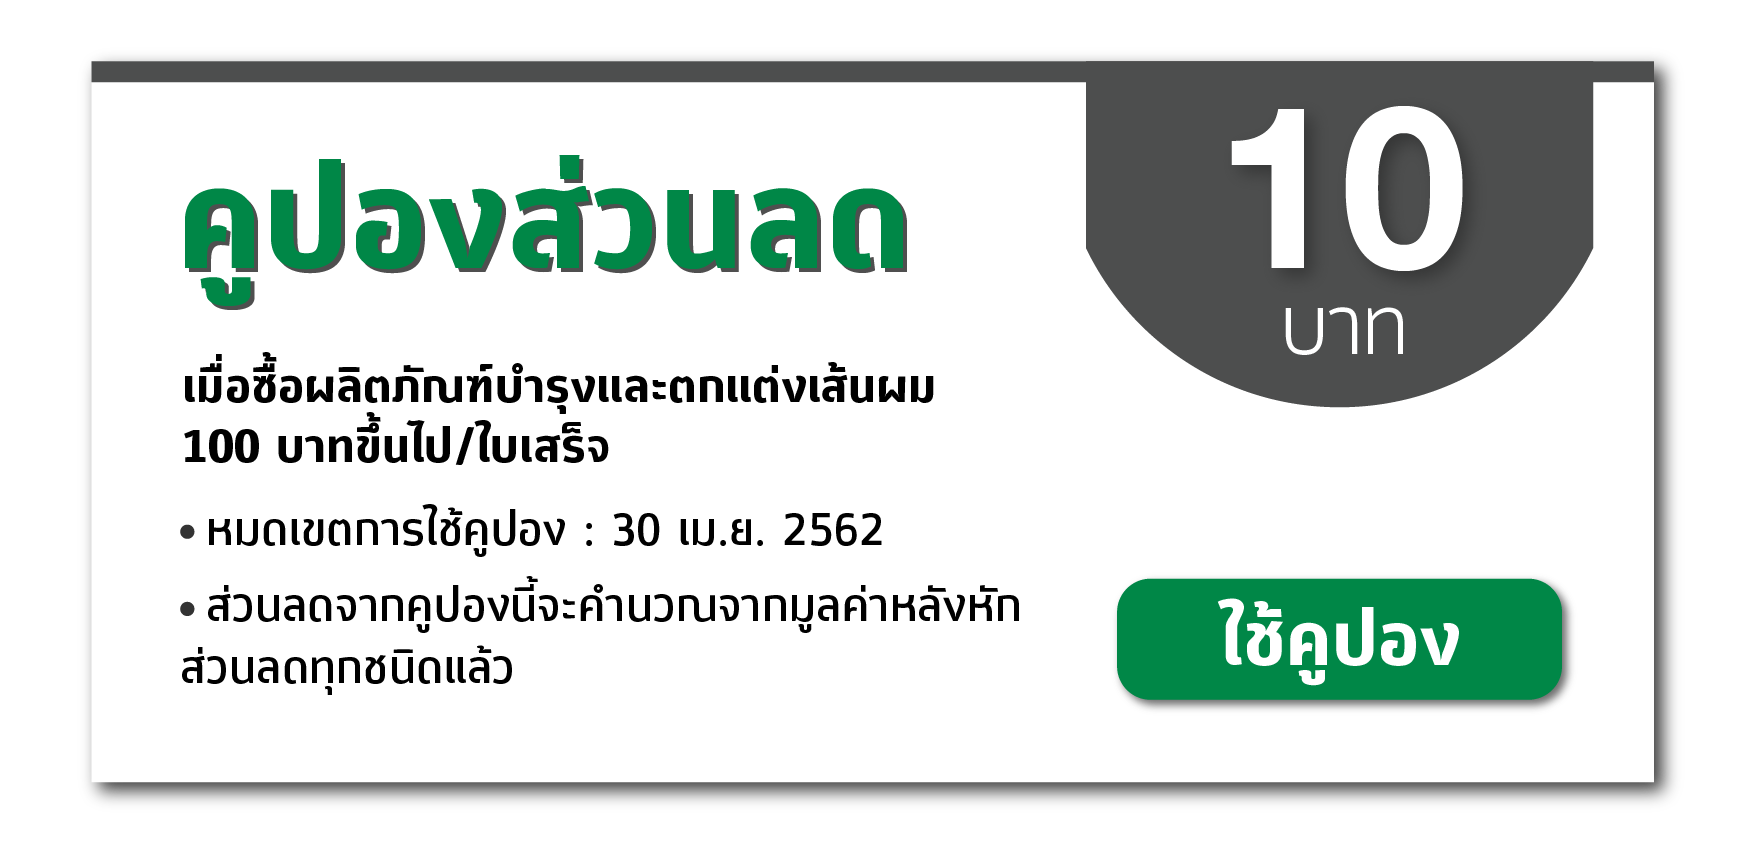 คูปองส่วนลด
10
บาท
เมื่อซื้อผลิตภัณฑ์บำรุงและตกแต่งเส้นผม
100 บาทขึ้นไป/ใบเสร็จ
• หมดเขตการใช้คูปอง : 30 เม.ย. 2562
• ส่วนลดจากคูปองนี้จะคำนวณจากมูลค่าหลังหัก
ส่วนลดทุกชนิดแล้ว
ใช้คูปอง